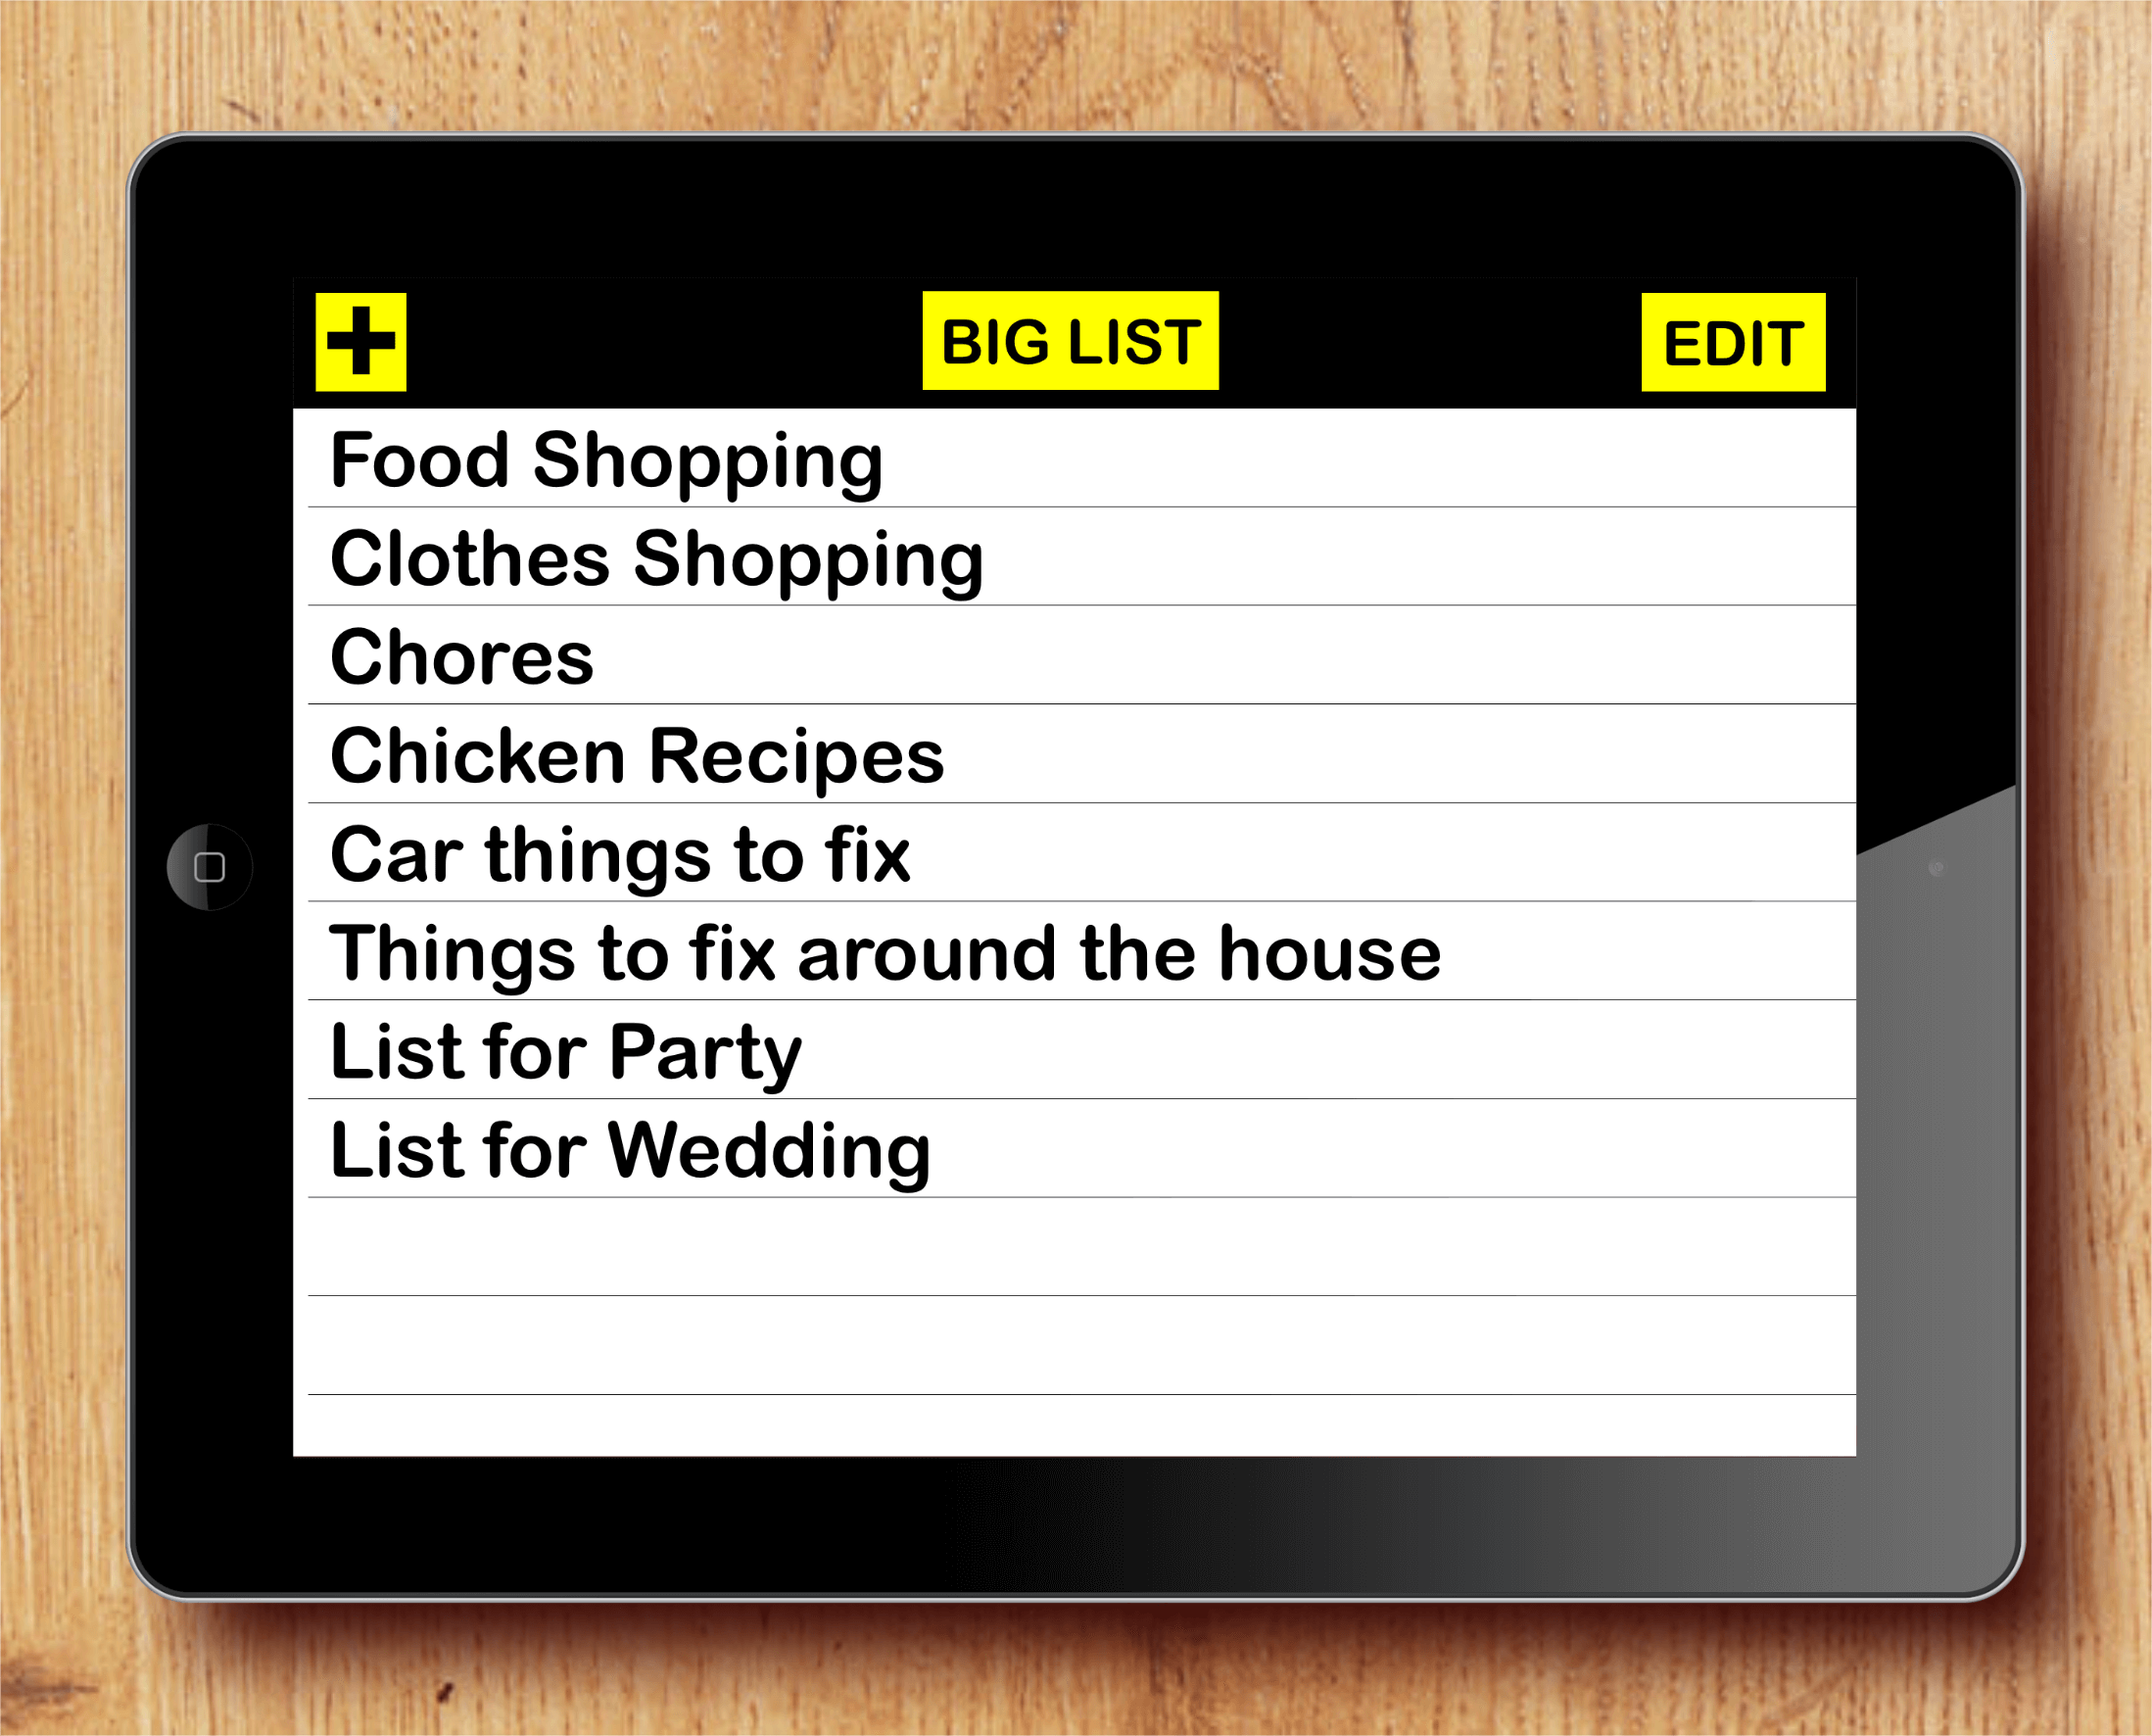 + BIG LIST EDIT
Food Shopping
Clothes Shopping
Chores
Chicken Recipes
Car things to fix
Things to fix around the house
List for Party
List for Wedding